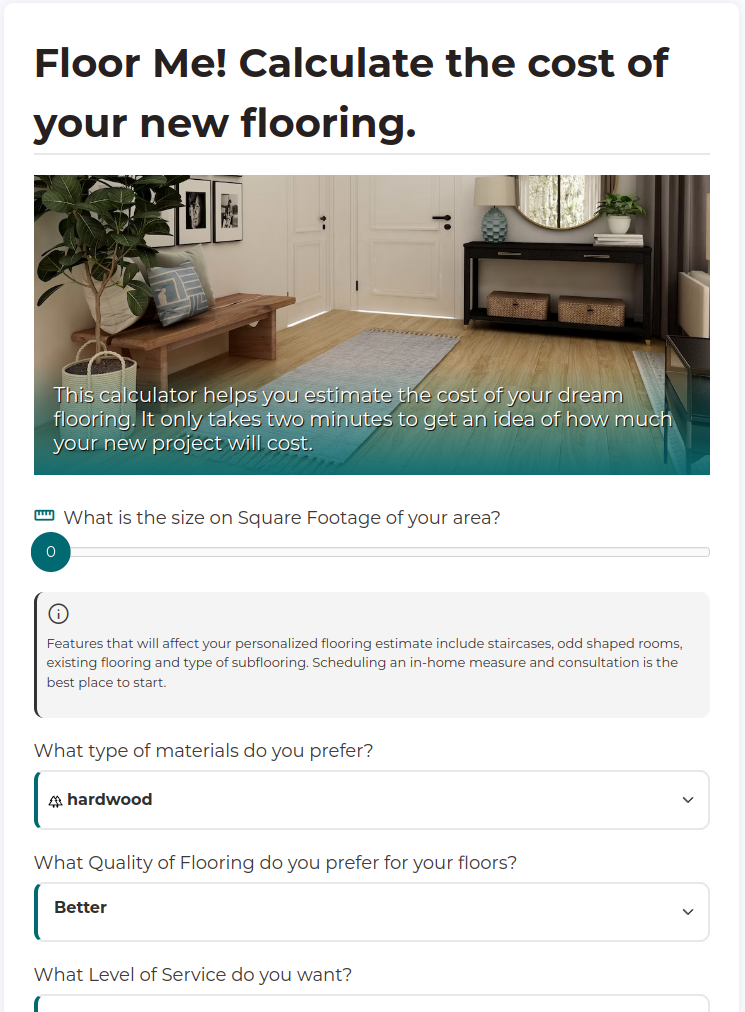 Floor Me! Calculate the cost of
your new flooring.
This calculator helps you estimate the cost of your dream
flooring. It only takes two minutes to get an idea of how much
your new project will cost.
What is the size on Square Footage of your area?
0
Features that will affect your personalized flooring estimate include staircases, odd shaped rooms,
existing flooring and type of subflooring. Scheduling an in-home measure and consultation is the
best place to start.
What type of materials do you prefer?
hardwood
What Quality of Flooring do you prefer for your floors?
Better
What Level of Service do you want?